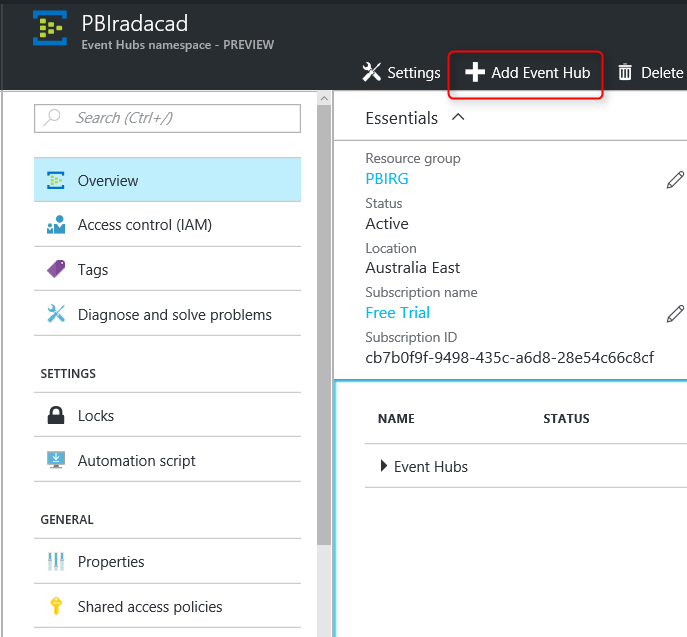 PBIradacad
Event Hubs namespace - PREVIEW
Settings
Add Event Hub
Delete
Search (Ctrl+/)
Overview
Access control (IAM)
Tags
Diagnose and solve problems
SETTINGS
Locks
Automation script
GENERAL
Properties
Shared access policies
Essentials
Resource group
PBIRG
Status
Active
Location
Australia East
Subscription name
Free Trial
Subscription ID
cb7b0f9f-9498-435c-a6d8-28e54c66c8cf
NAME STATUS
Event Hubs